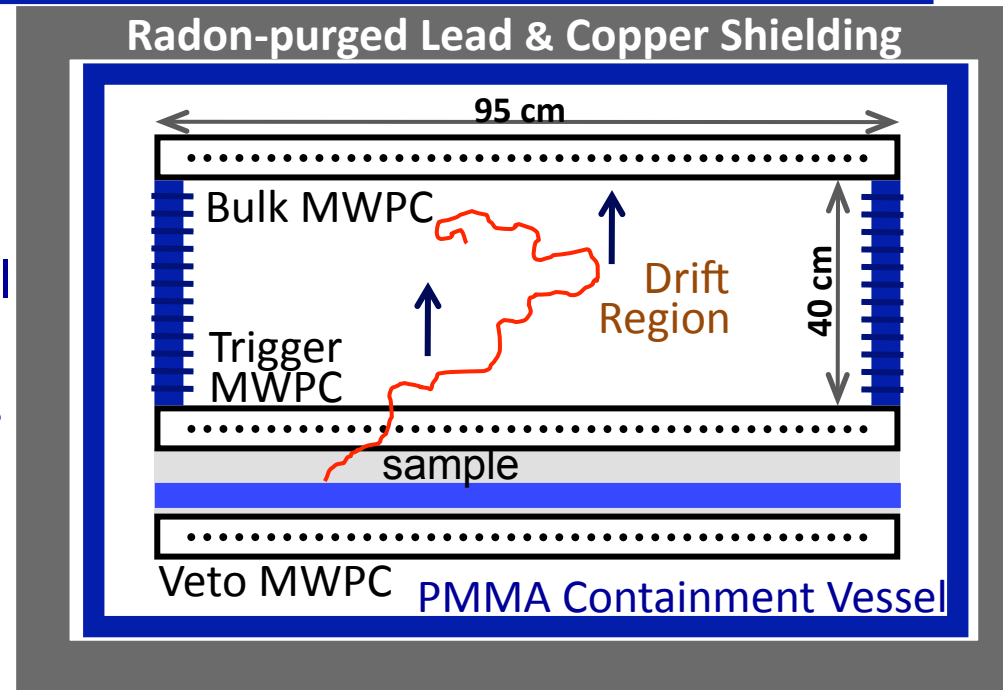 Radon-purged Lead & Copper Shielding
95 cm
Bulk MWPC
Drift
Region
40 cm
Trigger
MWPC
sample
Veto MWPC
PMMA Containment Vessel